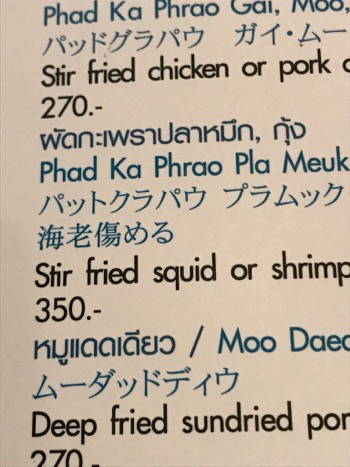 Phad Ka Phrao Gai, Moo,
パッドグラパウ ガイ・ムー
Stir fried chicken or pork
270.-
ผัดกะเพราปลาหมึก, กุ้ง
Phad Ka Phrao Pla Meuk
パットクラパウ プラムック
海老傷める
Stir fried squid or shrimp
350.-
หมูแดดเดียว / Moo Daed
ムーダッドディウ
Deep fried sundried por
270.-